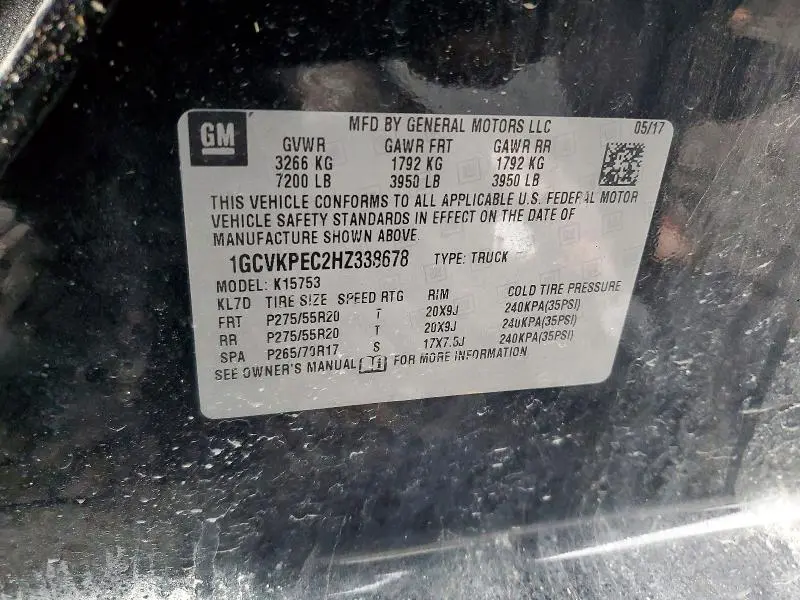 GM
MFD BY GENERAL MOTORS LLC 05/17
GVWR GAWR FRT GAWR RR
3266 KG 1792 KG 1792 KG
7200 LB 3950 LB 3950 LB
THIS VEHICLE CONFORMS TO ALL APPLICABLE U.S. FEDERAL MOTOR
VEHICLE SAFETY STANDARDS IN EFFECT ON THE DATE OF
MANUFACTURE SHOWN ABOVE.
1GCVKPEC2HZ338678 TYPE: TRUCK
MODEL: K15753
KL7D TIRE SIZE SPEED RTG RIM COLD TIRE PRESSURE
FRT P275/55R20 T 20X9J 240KPA(35PSI)
RR P275/55R20 T 20X9J 240KPA(35PSI)
SPA P265/70R17 S 17X7.5J 240KPA(35PSI)
SEE OWNER'S MANUAL FOR MORE INFORMATION